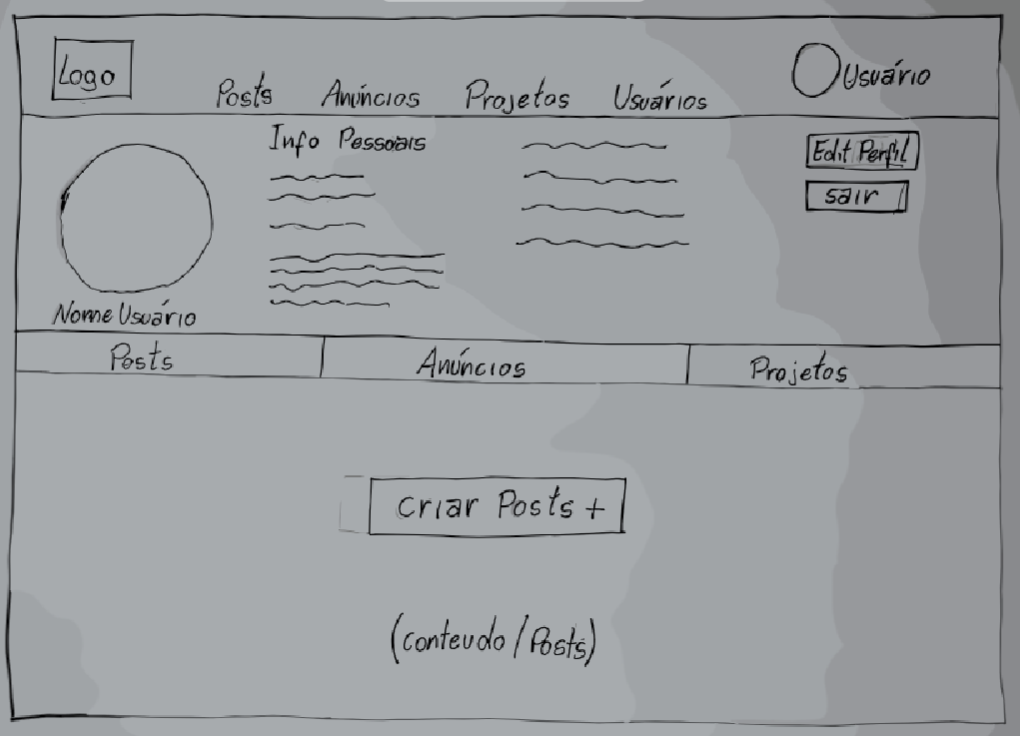 Logo
Posts Anúncios Projetos Usuários
Usuário
Info Pessoais
Edit Perfil
sair
Nome Usuário
Posts Anúncios Projetos
Criar Posts +
(conteudo/Posts)